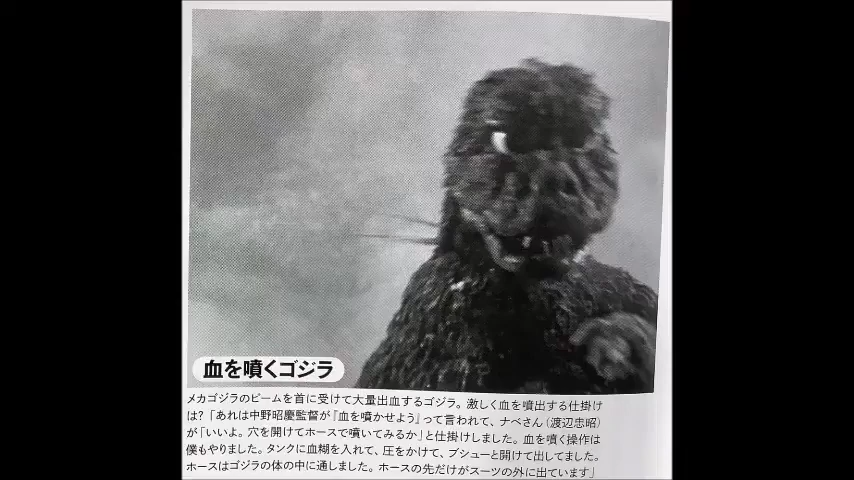 血を噴くゴジラ
メカゴジラのビームを首に受けて大量出血するゴジラ。激しく血を噴出する仕掛け
は?「あれは中野昭慶監督が『血を噴かせよう』って言われて、ナベさん(渡辺忠昭)
が「いいよ。穴を開けてホースで噴いてみるか」と仕掛けしました。血を噴く操作は
僕もやりました。タンクに血糊を入れて、圧をかけて、ブシューと開けて出してました。
ホースはゴジラの体の中に通しました。ホースの先だけがスーツの外に出ています」